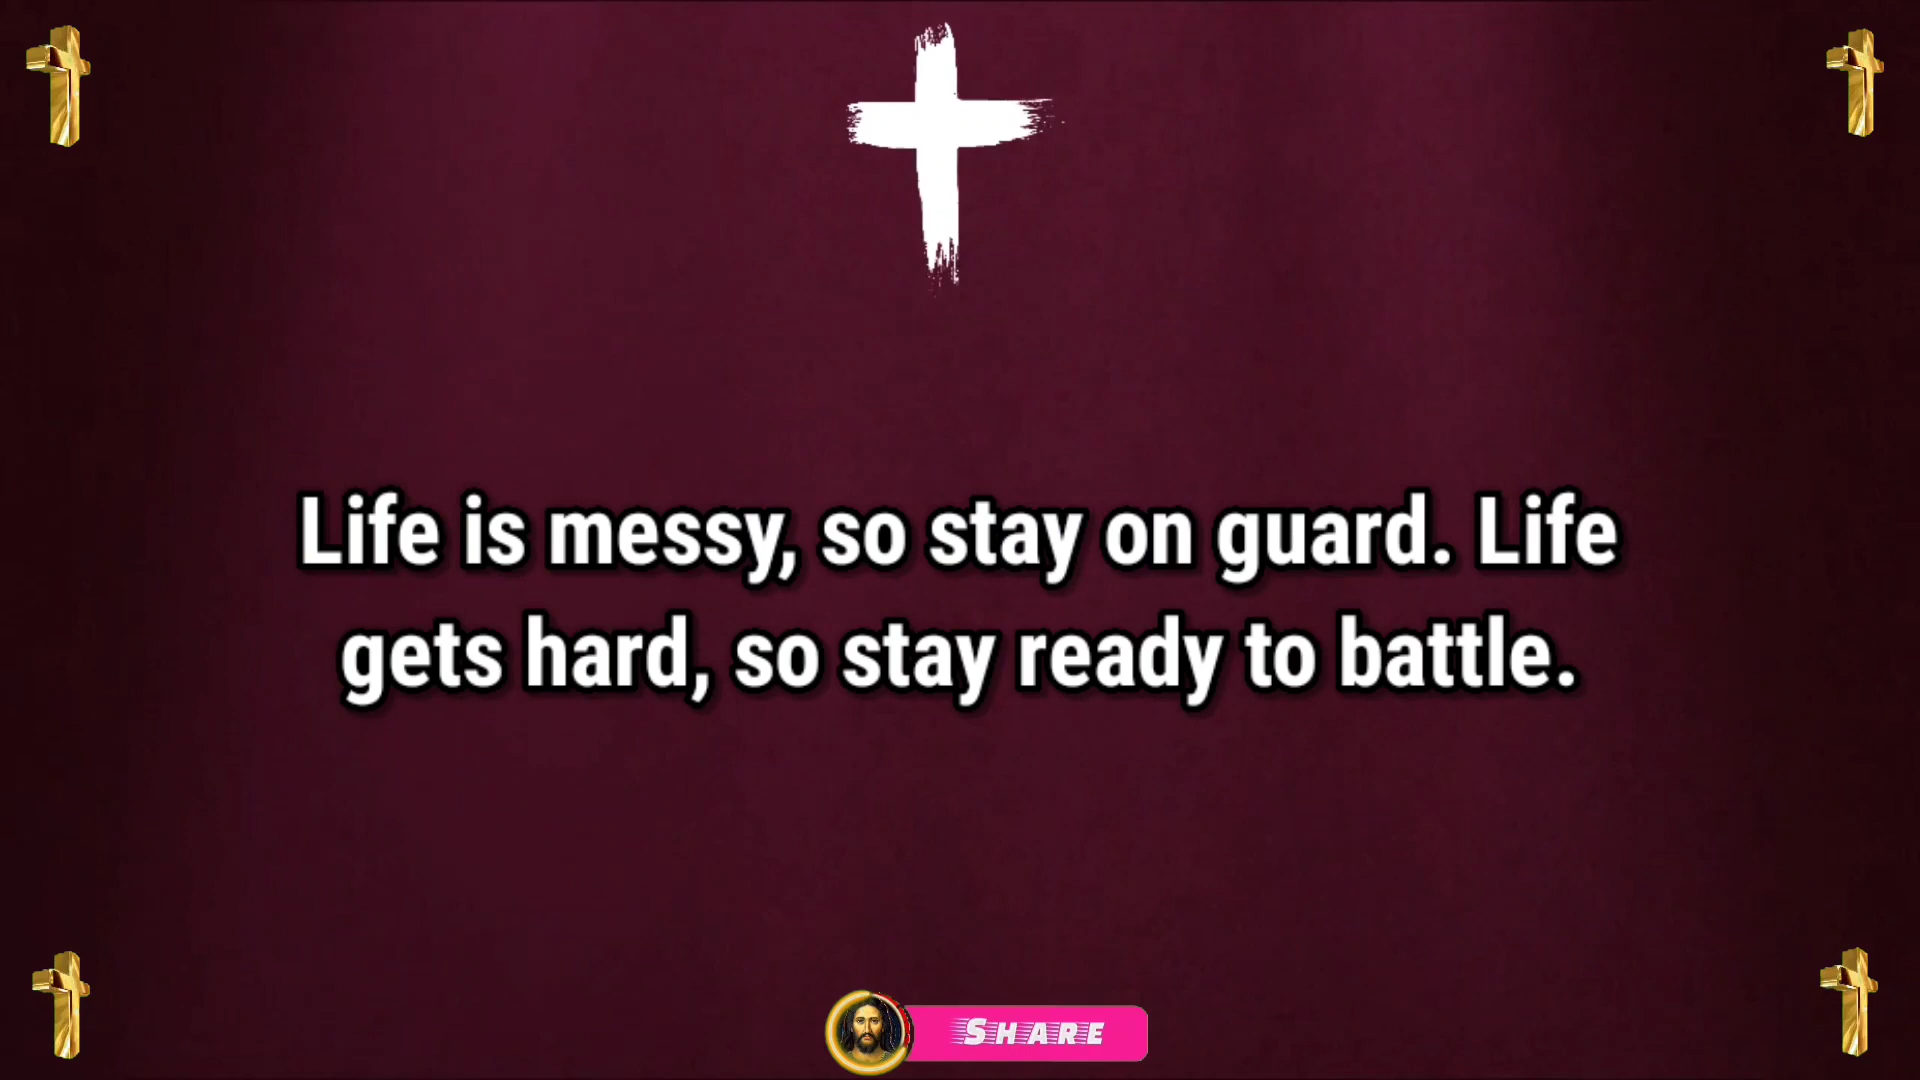 Life is messy, so stay on guard. Life
gets hard, so stay ready to battle.
SHARE